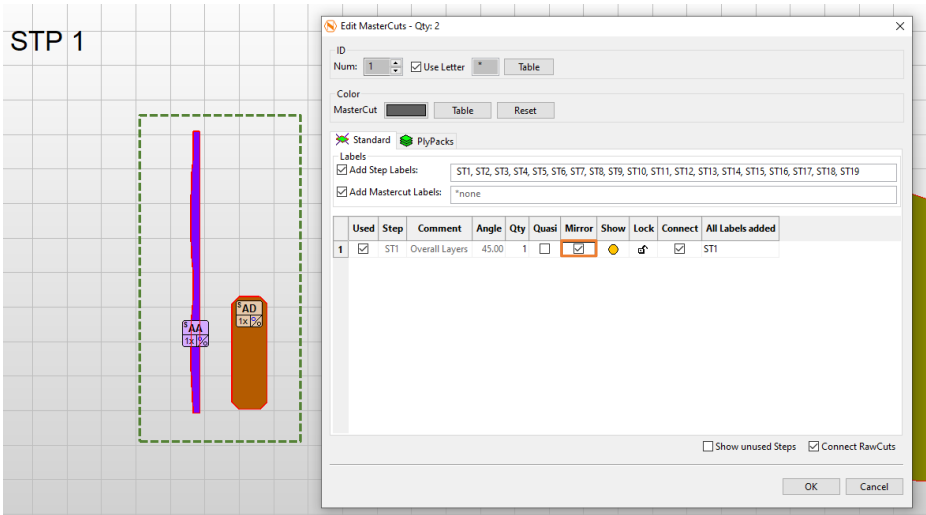 STP 1
Edit MasterCuts - Qty: 2
ID
Num: 1 Use Letter * Table
Color
MasterCut Table Reset
Standard PlyPacks
Labels
Add Step Labels: ST1, ST2, ST3, ST4, ST5, ST6, ST7, ST8, ST9, ST10, ST11, ST12, ST13, ST14, ST15, ST16, ST17, ST18, ST19
Add Mastercut Labels: *none
Used Step Comment Angle Qty Quasi Mirror Show Lock Connect All Labels added
1 ST1 Overall Layers 45.00 1 ST1
Show unused Steps Connect RawCuts
OK Cancel
s AD
1x %
s AA
1x %